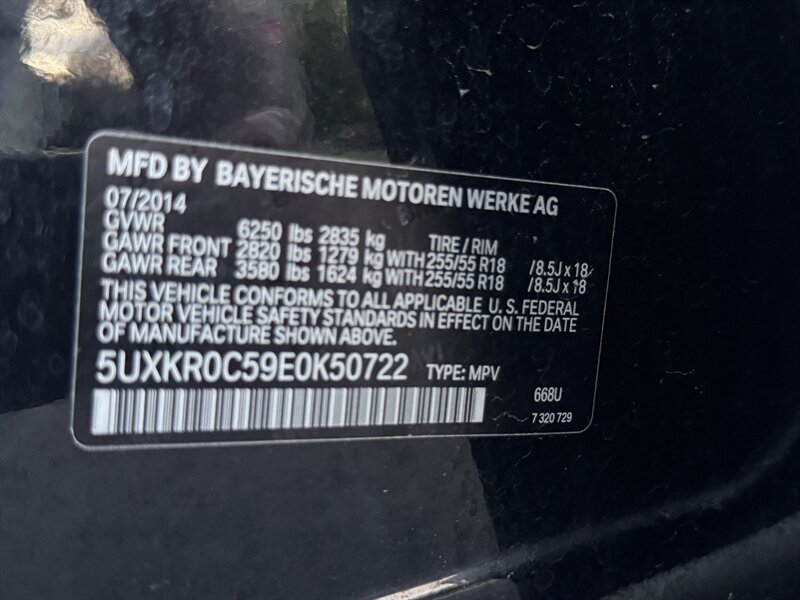 MFD BY BAYERISCHE MOTOREN WERKE AG
07/2014
GVWR 6250 lbs 2835 kg TIRE / RIM
GAWR FRONT 2820 lbs 1279 kg WITH 255/55 R18 /8.5J x 18
GAWR REAR 3580 lbs 1624 kg WITH 255/55 R18 /8.5J x 18
THIS VEHICLE CONFORMS TO ALL APPLICABLE U.S. FEDERAL
MOTOR VEHICLE SAFETY STANDARDS IN EFFECT ON THE DATE
OF MANUFACTURE SHOWN ABOVE.
5UXKR0C59E0K50722 TYPE: MPV
668U
7 320 729